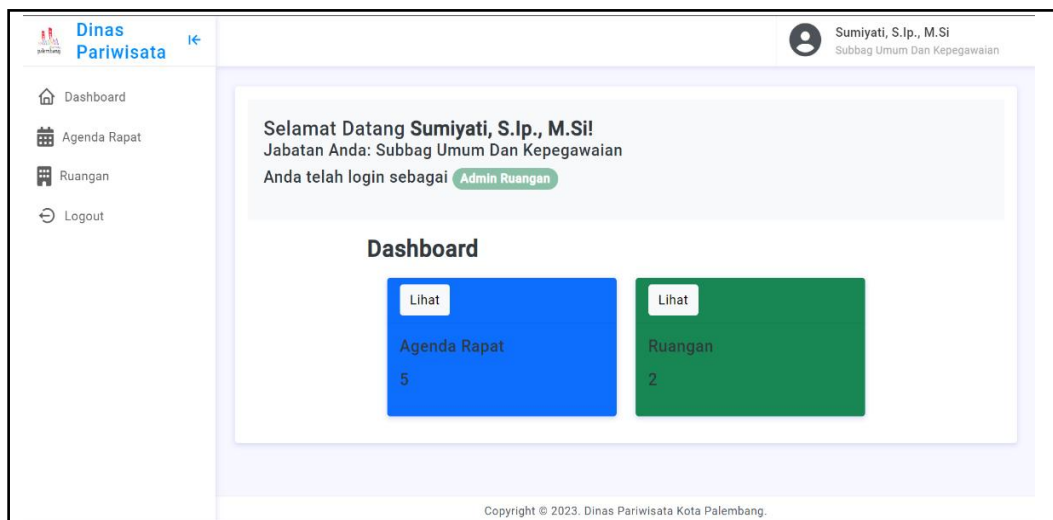 Dinas
Pariwisata
Sumiyati, S.Ip., M.Si
Subbag Umum Dan Kepegawaian
Dashboard
Agenda Rapat
Ruangan
Logout
Selamat Datang Sumiyati, S.Ip., M.Si!
Jabatan Anda: Subbag Umum Dan Kepegawaian
Anda telah login sebagai Admin Ruangan
Dashboard
Lihat
Agenda Rapat
5
Lihat
Ruangan
2
Copyright © 2023. Dinas Pariwisata Kota Palembang.